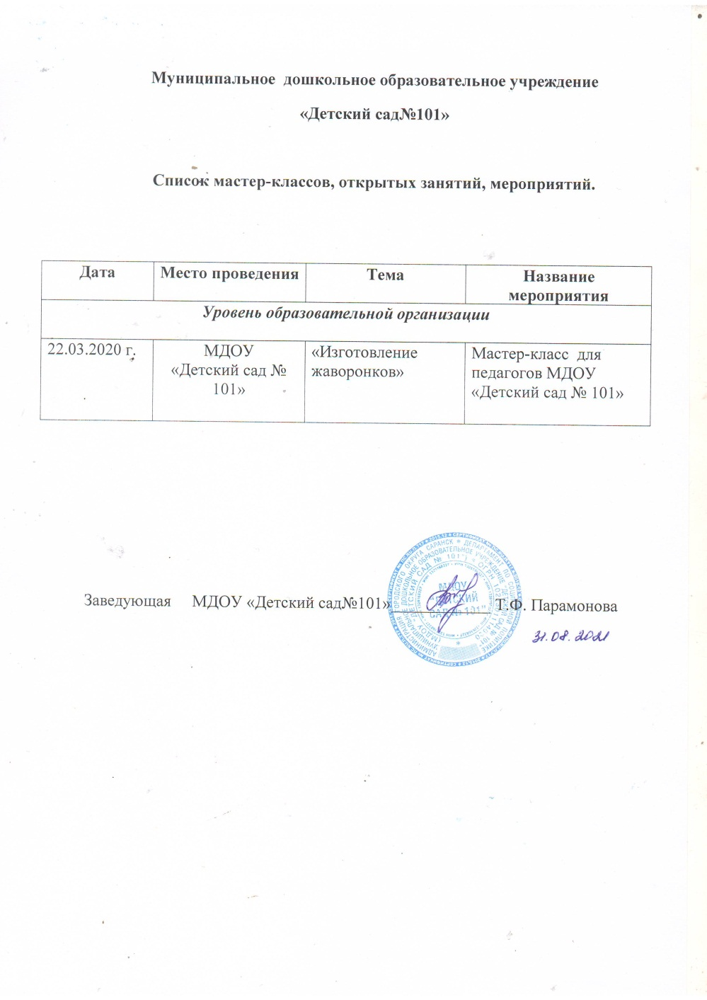 Муниципальное дошкольное образовательное учреждение
«Детский сад№101»
Список мастер-классов, открытых занятий, мероприятий.
Дата Место проведения Тема Название
мероприятия
Уровень образовательной организации
22.03.2020 г. МДОУ «Изготовление Мастер-класс для
«Детский сад № жаворонков» педагогов МДОУ
101» «Детский сад № 101»
МДОУ
"ДЕТСКИЙ
САД № 101"
Заведующая МДОУ «Детский сад№101»____________ Т.Ф. Парамонова
31.08.2021